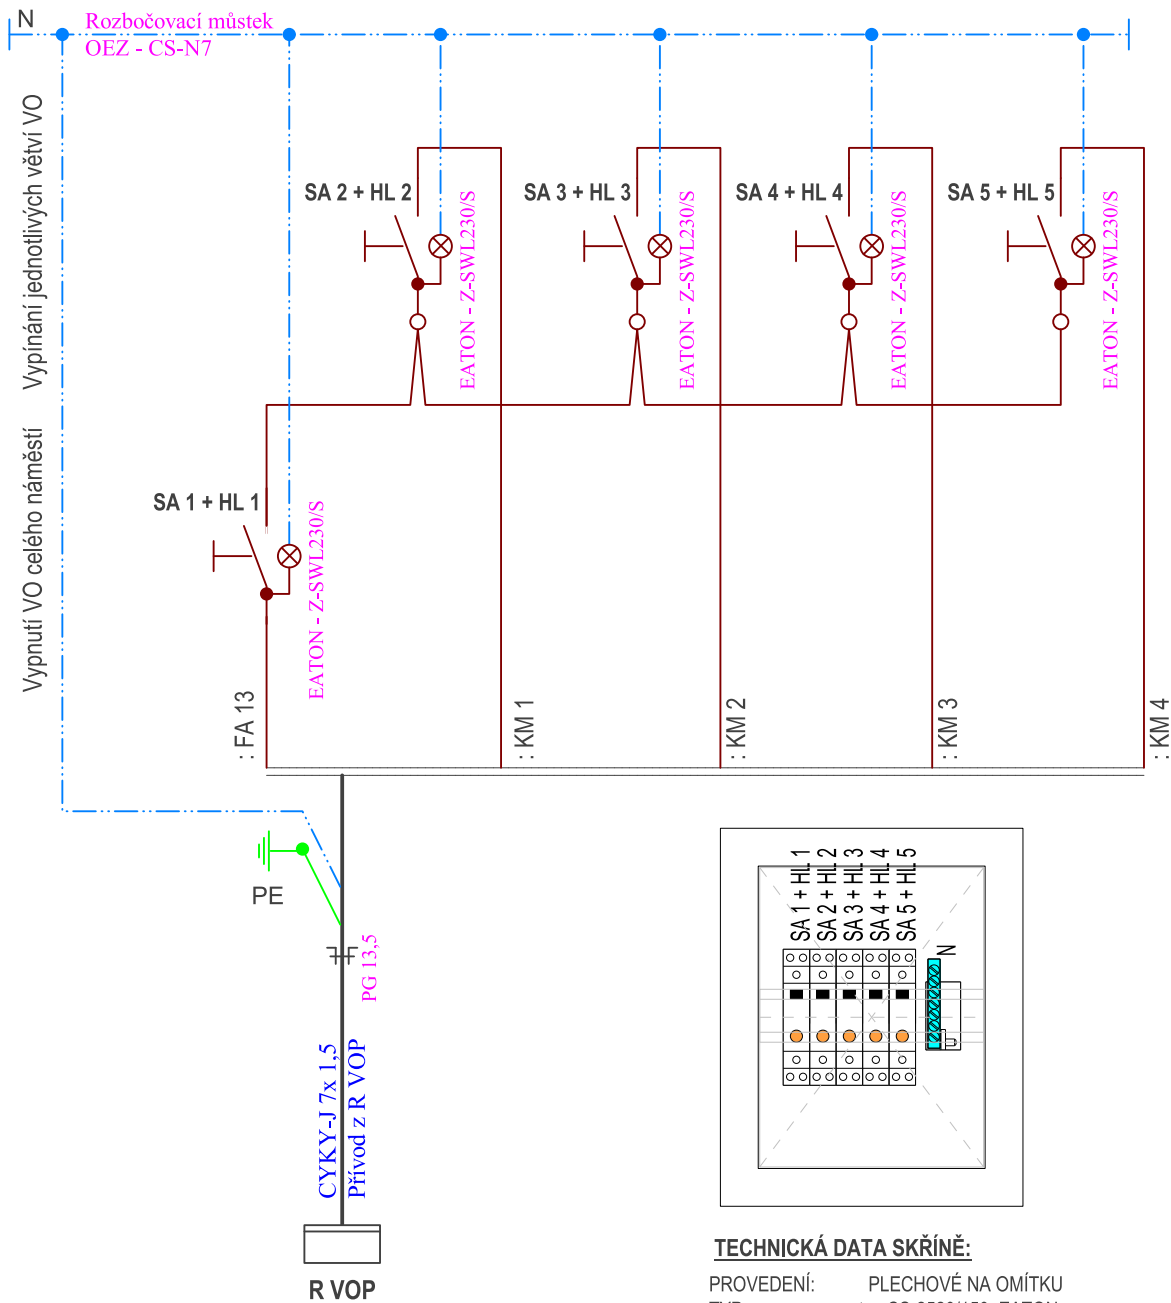 N
Rozbočovací můstek
OEZ - CS-N7
Vypínání jednotlivých větví VO
Vypnutí VO celého náměstí
SA 2 + HL 2
EATON - Z-SWL230/S
SA 3 + HL 3
EATON - Z-SWL230/S
SA 4 + HL 4
EATON - Z-SWL230/S
SA 5 + HL 5
EATON - Z-SWL230/S
SA 1 + HL 1
EATON - Z-SWL230/S
: FA 13
: KM 1
: KM 2
: KM 3
: KM 4
PE
PG 13,5
CYKY-J 7x 1,5
Přívod z R VOP
R VOP
SA 1 + HL 1
SA 2 + HL 2
SA 3 + HL 3
SA 4 + HL 4
SA 5 + HL 5
N
TECHNICKÁ DATA SKŘÍNĚ:
PROVEDENÍ: PLECHOVÉ NA OMÍTKU